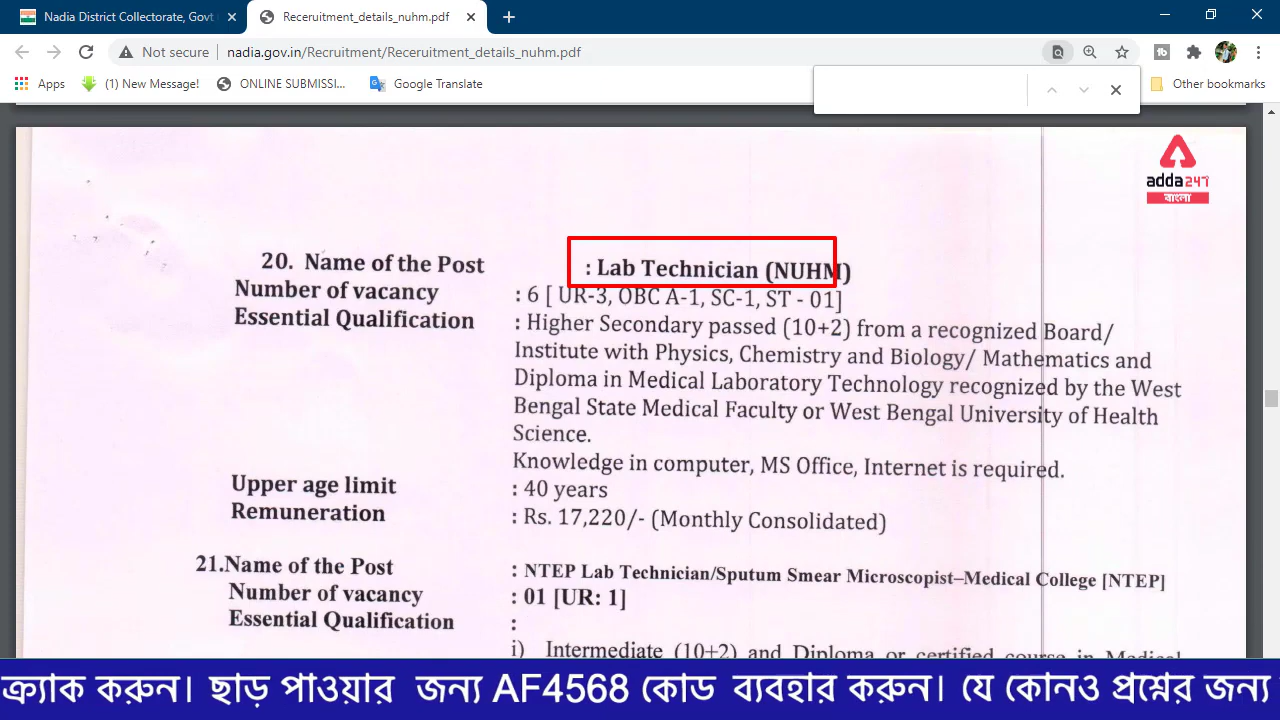 Nadia District Collectorate, Govt
Receruitment_details_nuhm.pdf
Not secure
nadia.gov.in/Recruitment/Receruitment_details_nuhm.pdf
Apps
(1) New Message!
ONLINE SUBMISSI...
Google Translate
Other bookmarks
adda247
বাংলা
20. Name of the Post : Lab Technician (NUHM)
Number of vacancy : 6 [ UR-3, OBC A-1, SC-1, ST - 01]
Essential Qualification : Higher Secondary passed (10+2) from a recognized Board/
Institute with Physics, Chemistry and Biology/ Mathematics and
Diploma in Medical Laboratory Technology recognized by the West
Bengal State Medical Faculty or West Bengal University of Health
Science.
Knowledge in computer, MS Office, Internet is required.
Upper age limit : 40 years
Remuneration : Rs. 17,220/- (Monthly Consolidated)
21.Name of the Post : NTEP Lab Technician/Sputum Smear Microscopist–Medical College [NTEP]
Number of vacancy : 01 [UR: 1]
Essential Qualification :
i) Intermediate (10+2) and Diploma or certified course in Medical
ক্র্যাক করুন। ছাড় পাওয়ার জন্য AF4568 কোড ব্যবহার করুন। যে কোনও প্রশ্নের জন্য